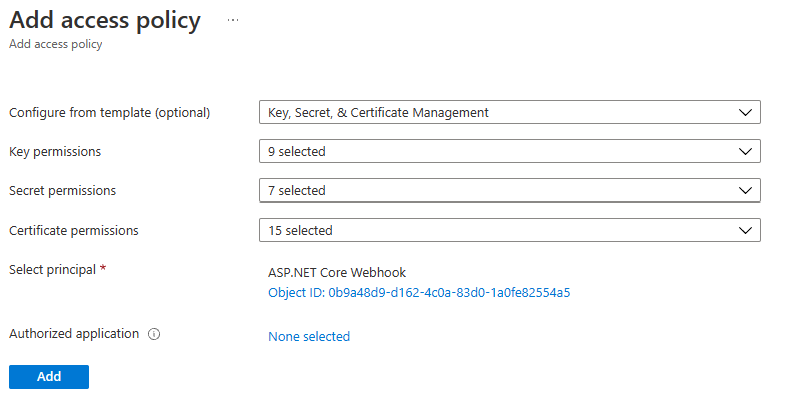 Add access policy ...
Add access policy
Configure from template (optional) Key, Secret, & Certificate Management
Key permissions 9 selected
Secret permissions 7 selected
Certificate permissions 15 selected
Select principal * ASP.NET Core Webhook
Object ID: 0b9a48d9-d162-4c0a-83d0-1a0fe82554a5
Authorized application None selected
Add